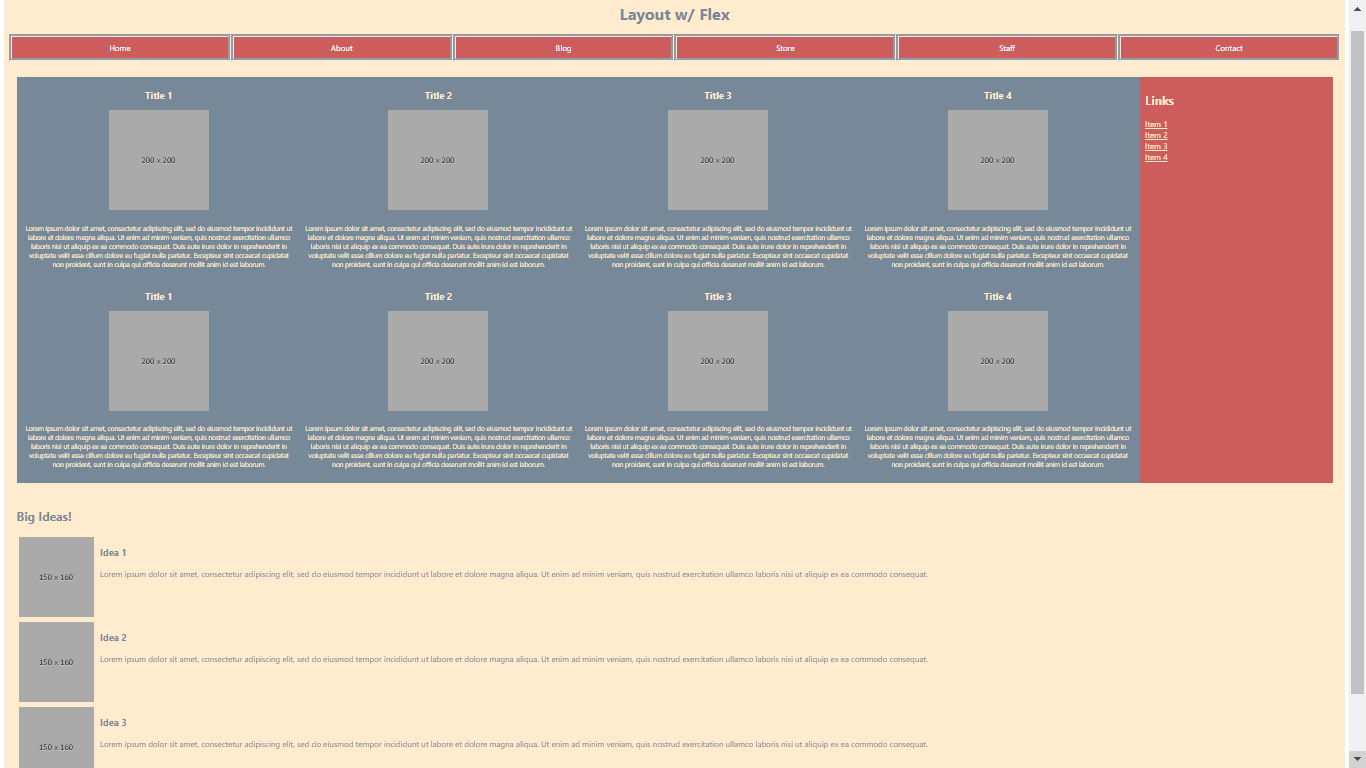 Layout w/ Flex
Home About Blog Store Staff Contact
Title 1
200 x 200
Lorem ipsum dolor sit amet, consectetur adipiscing elit, sed do eiusmod tempor incididunt ut
labore et dolore magna aliqua. Ut enim ad minim veniam, quis nostrud exercitation ullamco
laboris nisi ut aliquip ex ea commodo consequat. Duis aute irure dolor in reprehenderit in
voluptate velit esse cillum dolore eu fugiat nulla pariatur. Excepteur sint occaecat cupidatat
non proident, sunt in culpa qui officia deserunt mollit anim id est laborum.
Title 2
200 x 200
Lorem ipsum dolor sit amet, consectetur adipiscing elit, sed do eiusmod tempor incididunt ut
labore et dolore magna aliqua. Ut enim ad minim veniam, quis nostrud exercitation ullamco
laboris nisi ut aliquip ex ea commodo consequat. Duis aute irure dolor in reprehenderit in
voluptate velit esse cillum dolore eu fugiat nulla pariatur. Excepteur sint occaecat cupidatat
non proident, sunt in culpa qui officia deserunt mollit anim id est laborum.
Title 3
200 x 200
Lorem ipsum dolor sit amet, consectetur adipiscing elit, sed do eiusmod tempor incididunt ut
labore et dolore magna aliqua. Ut enim ad minim veniam, quis nostrud exercitation ullamco
laboris nisi ut aliquip ex ea commodo consequat. Duis aute irure dolor in reprehenderit in
voluptate velit esse cillum dolore eu fugiat nulla pariatur. Excepteur sint occaecat cupidatat
non proident, sunt in culpa qui officia deserunt mollit anim id est laborum.
Title 4
200 x 200
Lorem ipsum dolor sit amet, consectetur adipiscing elit, sed do eiusmod tempor incididunt ut
labore et dolore magna aliqua. Ut enim ad minim veniam, quis nostrud exercitation ullamco
laboris nisi ut aliquip ex ea commodo consequat. Duis aute irure dolor in reprehenderit in
voluptate velit esse cillum dolore eu fugiat nulla pariatur. Excepteur sint occaecat cupidatat
non proident, sunt in culpa qui officia deserunt mollit anim id est laborum.
Title 1
200 x 200
Lorem ipsum dolor sit amet, consectetur adipiscing elit, sed do eiusmod tempor incididunt ut
labore et dolore magna aliqua. Ut enim ad minim veniam, quis nostrud exercitation ullamco
laboris nisi ut aliquip ex ea commodo consequat. Duis aute irure dolor in reprehenderit in
voluptate velit esse cillum dolore eu fugiat nulla pariatur. Excepteur sint occaecat cupidatat
non proident, sunt in culpa qui officia deserunt mollit anim id est laborum.
Title 2
200 x 200
Lorem ipsum dolor sit amet, consectetur adipiscing elit, sed do eiusmod tempor incididunt ut
labore et dolore magna aliqua. Ut enim ad minim veniam, quis nostrud exercitation ullamco
laboris nisi ut aliquip ex ea commodo consequat. Duis aute irure dolor in reprehenderit in
voluptate velit esse cillum dolore eu fugiat nulla pariatur. Excepteur sint occaecat cupidatat
non proident, sunt in culpa qui officia deserunt mollit anim id est laborum.
Title 3
200 x 200
Lorem ipsum dolor sit amet, consectetur adipiscing elit, sed do eiusmod tempor incididunt ut
labore et dolore magna aliqua. Ut enim ad minim veniam, quis nostrud exercitation ullamco
laboris nisi ut aliquip ex ea commodo consequat. Duis aute irure dolor in reprehenderit in
voluptate velit esse cillum dolore eu fugiat nulla pariatur. Excepteur sint occaecat cupidatat
non proident, sunt in culpa qui officia deserunt mollit anim id est laborum.
Title 4
200 x 200
Lorem ipsum dolor sit amet, consectetur adipiscing elit, sed do eiusmod tempor incididunt ut
labore et dolore magna aliqua. Ut enim ad minim veniam, quis nostrud exercitation ullamco
laboris nisi ut aliquip ex ea commodo consequat. Duis aute irure dolor in reprehenderit in
voluptate velit esse cillum dolore eu fugiat nulla pariatur. Excepteur sint occaecat cupidatat
non proident, sunt in culpa qui officia deserunt mollit anim id est laborum.
Links
Item 1
Item 2
Item 3
Item 4
Big Ideas!
150 x 160
Idea 1
Lorem ipsum dolor sit amet, consectetur adipiscing elit, sed do eiusmod tempor incididunt ut labore et dolore magna aliqua. Ut enim ad minim veniam, quis nostrud exercitation ullamco laboris nisi ut aliquip ex ea commodo consequat.
150 x 160
Idea 2
Lorem ipsum dolor sit amet, consectetur adipiscing elit, sed do eiusmod tempor incididunt ut labore et dolore magna aliqua. Ut enim ad minim veniam, quis nostrud exercitation ullamco laboris nisi ut aliquip ex ea commodo consequat.
150 x 160
Idea 3
Lorem ipsum dolor sit amet, consectetur adipiscing elit, sed do eiusmod tempor incididunt ut labore et dolore magna aliqua. Ut enim ad minim veniam, quis nostrud exercitation ullamco laboris nisi ut aliquip ex ea commodo consequat.